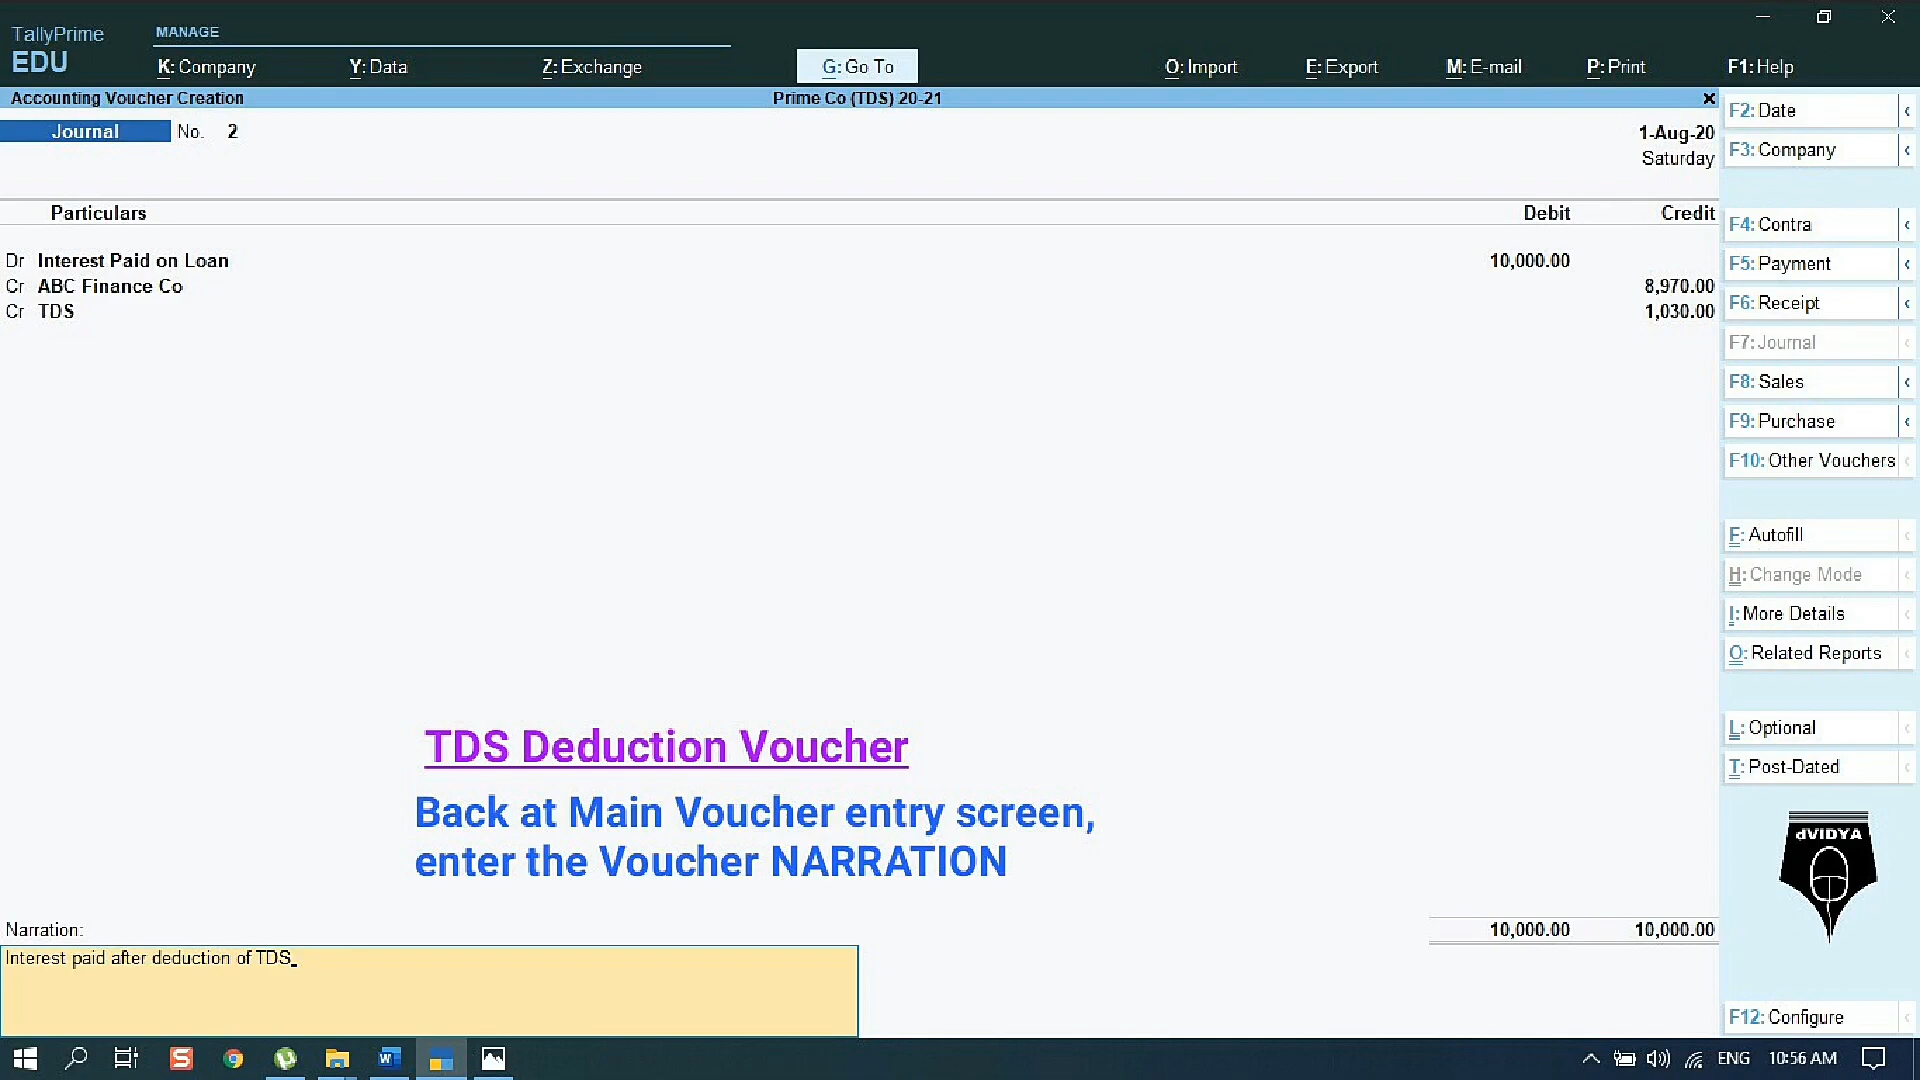 TallyPrime
EDU
MANAGE
K: Company
Y: Data
Z: Exchange
G: Go To
O: Import
E: Export
M: E-mail
P: Print
F1: Help
Accounting Voucher Creation
Prime Co (TDS) 20-21
Journal No. 2
1-Aug-20
Saturday
Particulars Debit Credit
Dr Interest Paid on Loan 10,000.00
Cr ABC Finance Co 8,970.00
Cr TDS 1,030.00
TDS Deduction Voucher
Back at Main Voucher entry screen,
enter the Voucher NARRATION
Narration: 10,000.00 10,000.00
Interest paid after deduction of TDS
F2: Date
F3: Company
F4: Contra
F5: Payment
F6: Receipt
F7: Journal
F8: Sales
F9: Purchase
F10: Other Vouchers
F: Autofill
H: Change Mode
I: More Details
O: Related Reports
L: Optional
T: Post-Dated
dVIDYA
F12: Configure
S
W
ENG
10:56 AM